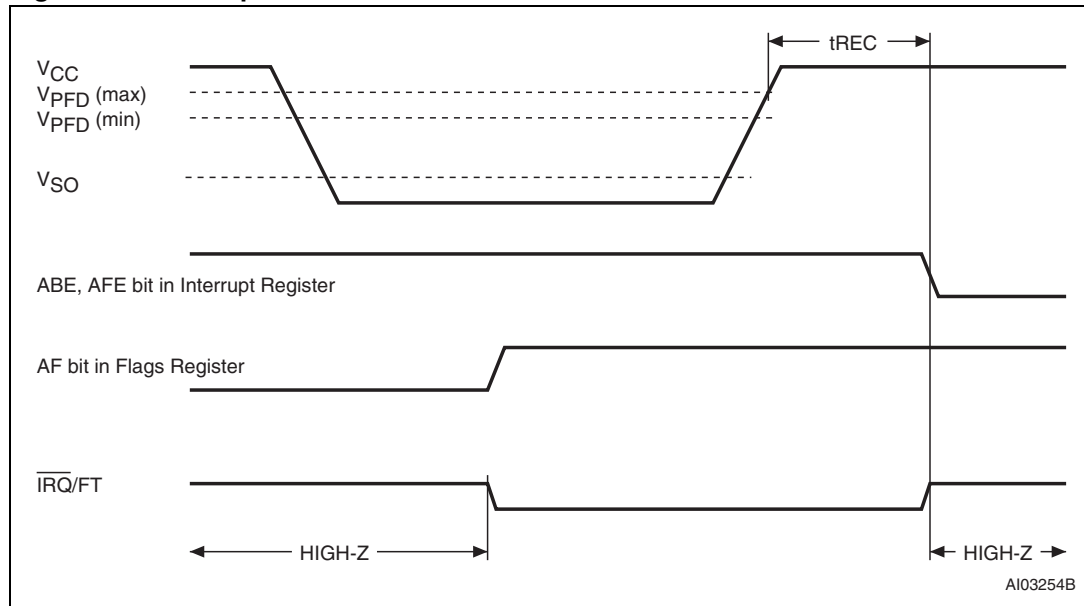 tREC
VCC
VPFD (max)
VPFD (min)
VSO
ABE, AFE bit in Interrupt Register
AF bit in Flags Register
IRQ/FT
HIGH-Z
HIGH-Z
AI03254B